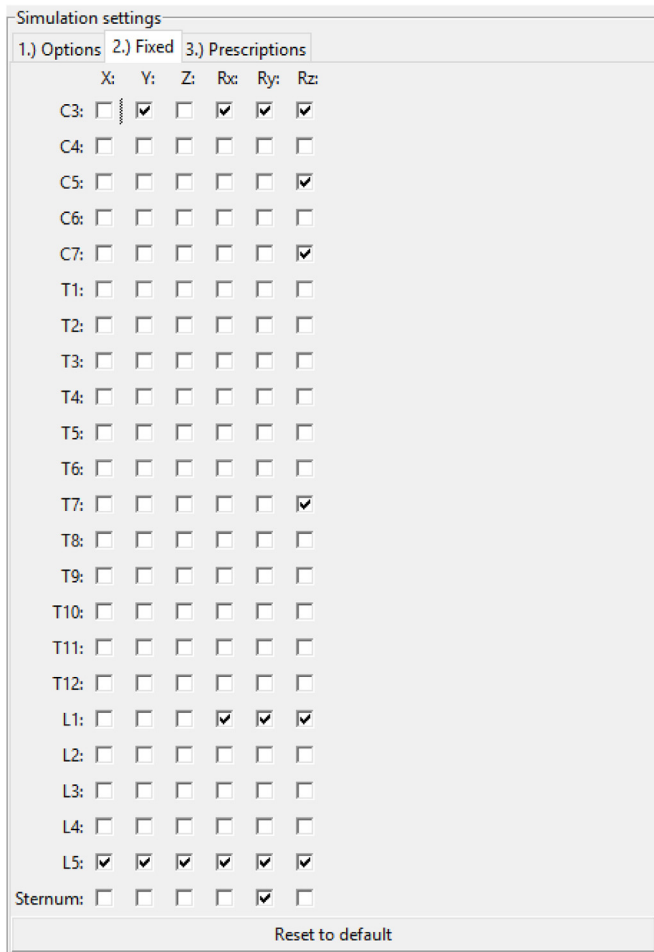 Simulation settings
1.) Options 2.) Fixed 3.) Prescriptions
X: Y: Z: Rx: Ry: Rz:
C3:
C4:
C5:
C6:
C7:
T1:
T2:
T3:
T4:
T5:
T6:
T7:
T8:
T9:
T10:
T11:
T12:
L1:
L2:
L3:
L4:
L5:
Sternum:
Reset to default